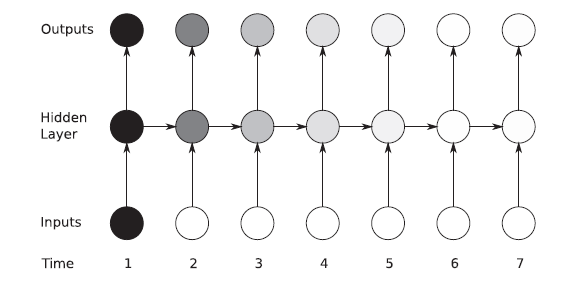 Outputs
Hidden
Layer
Inputs
Time 1 2 3 4 5 6 7